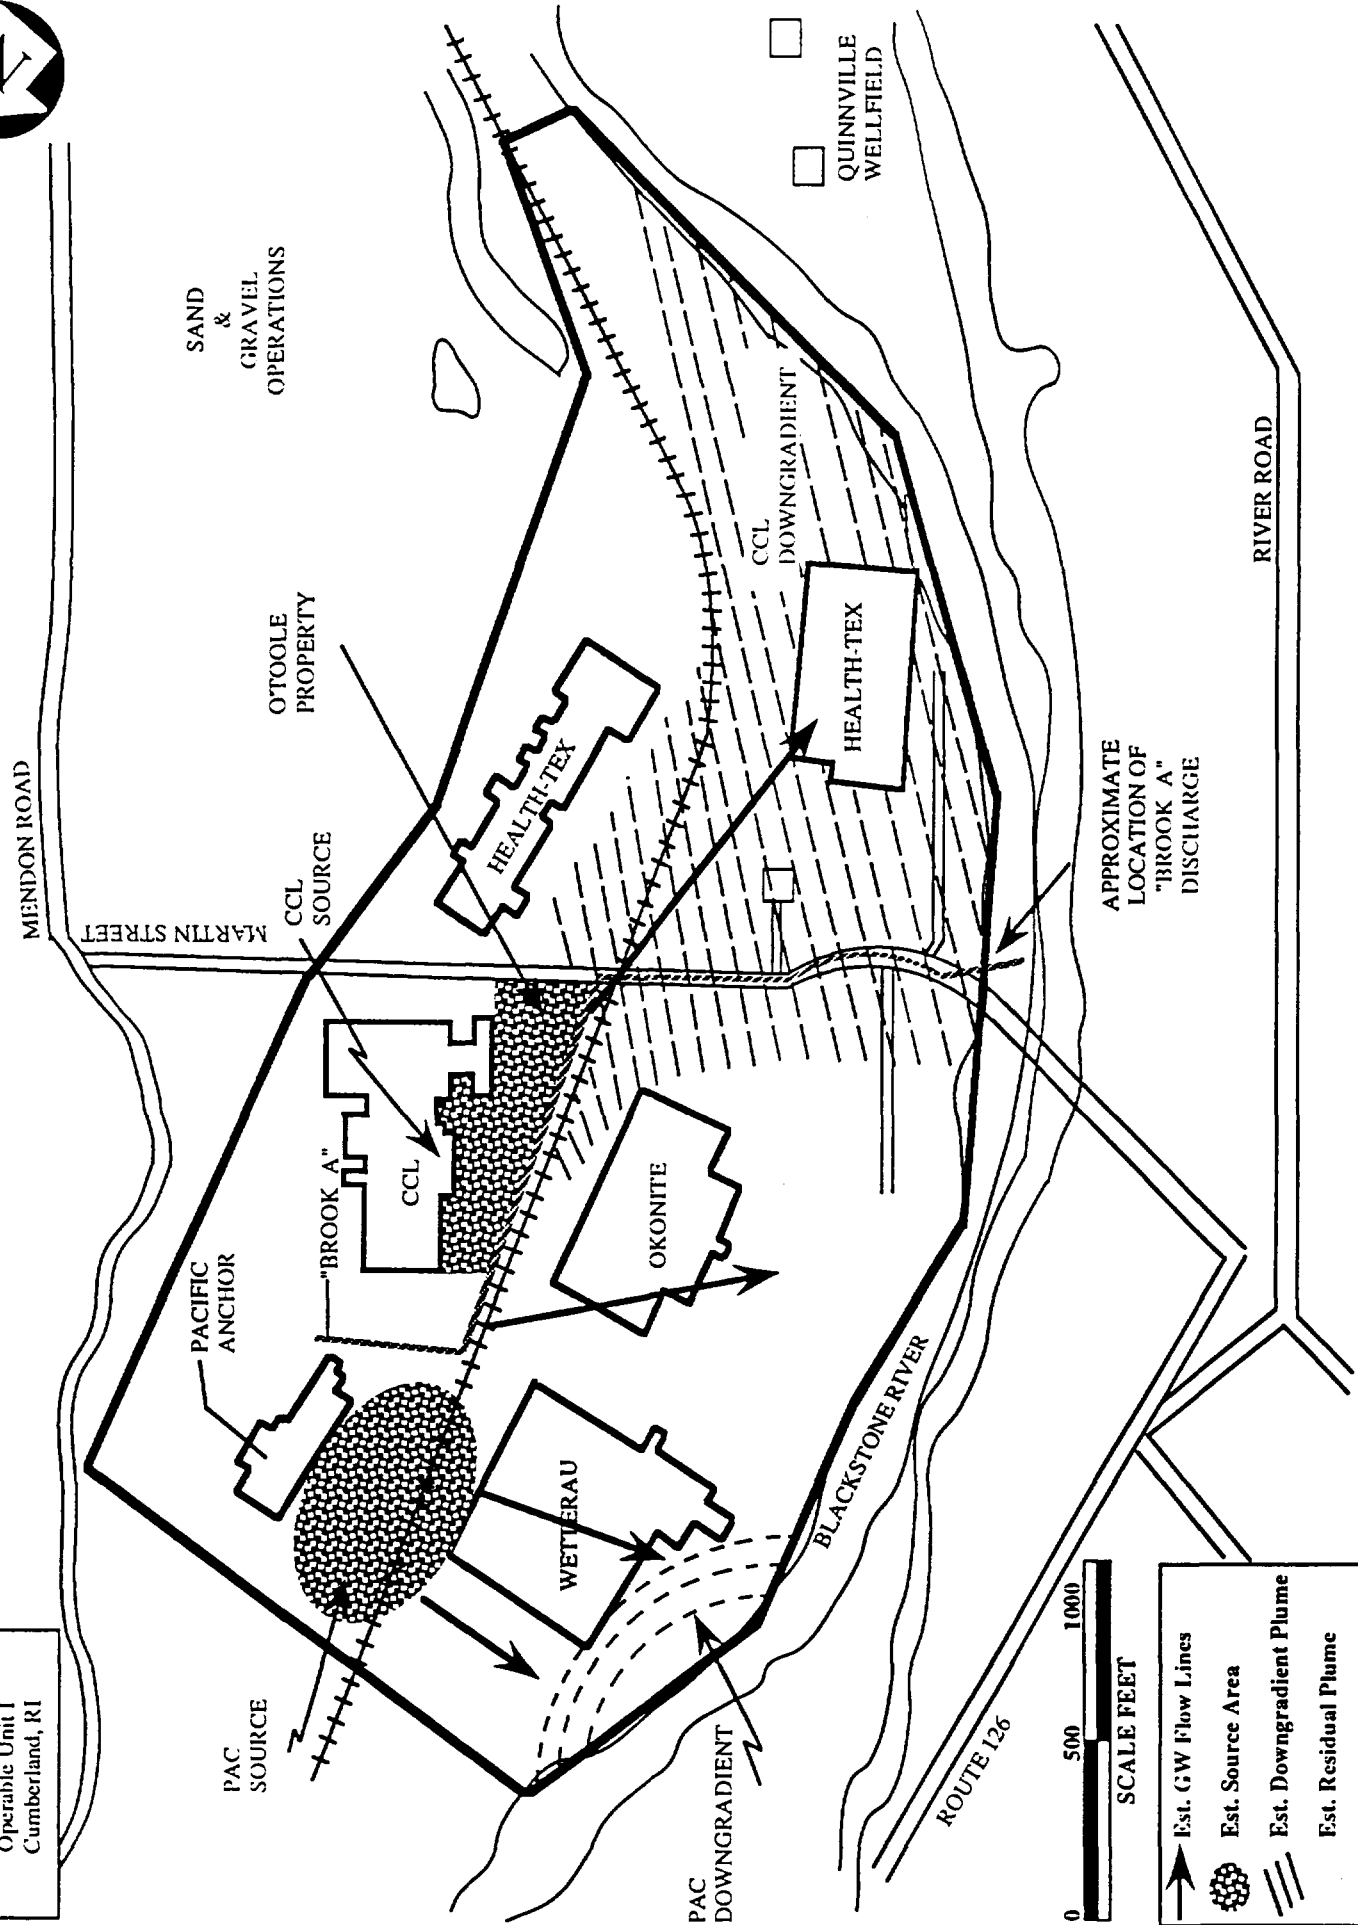 Operable Unit I
Cumberland, RI
N
MENDON ROAD
MARTIN STREET
SAND
&
GRAVEL
OPERATIONS
OTOOLE
PROPERTY
CCL
SOURCE
"BROOK A"
PACIFIC
ANCHOR
PAC
SOURCE
CCL
HEALTH-TEX
QUINNVILLE
WELLFIELD
CCL
DOWNGRADIENT
HEALTH-TEX
OKONITE
WETTERAU
BLACKSTONE RIVER
PAC
DOWNGRADIENT
APPROXIMATE
LOCATION OF
"BROOK A"
DISCHARGE
RIVER ROAD
ROUTE 126
0
500
1000
SCALE FEET
Est. GW Flow Lines
Est. Source Area
Est. Downgradient Plume
Est. Residual Plume